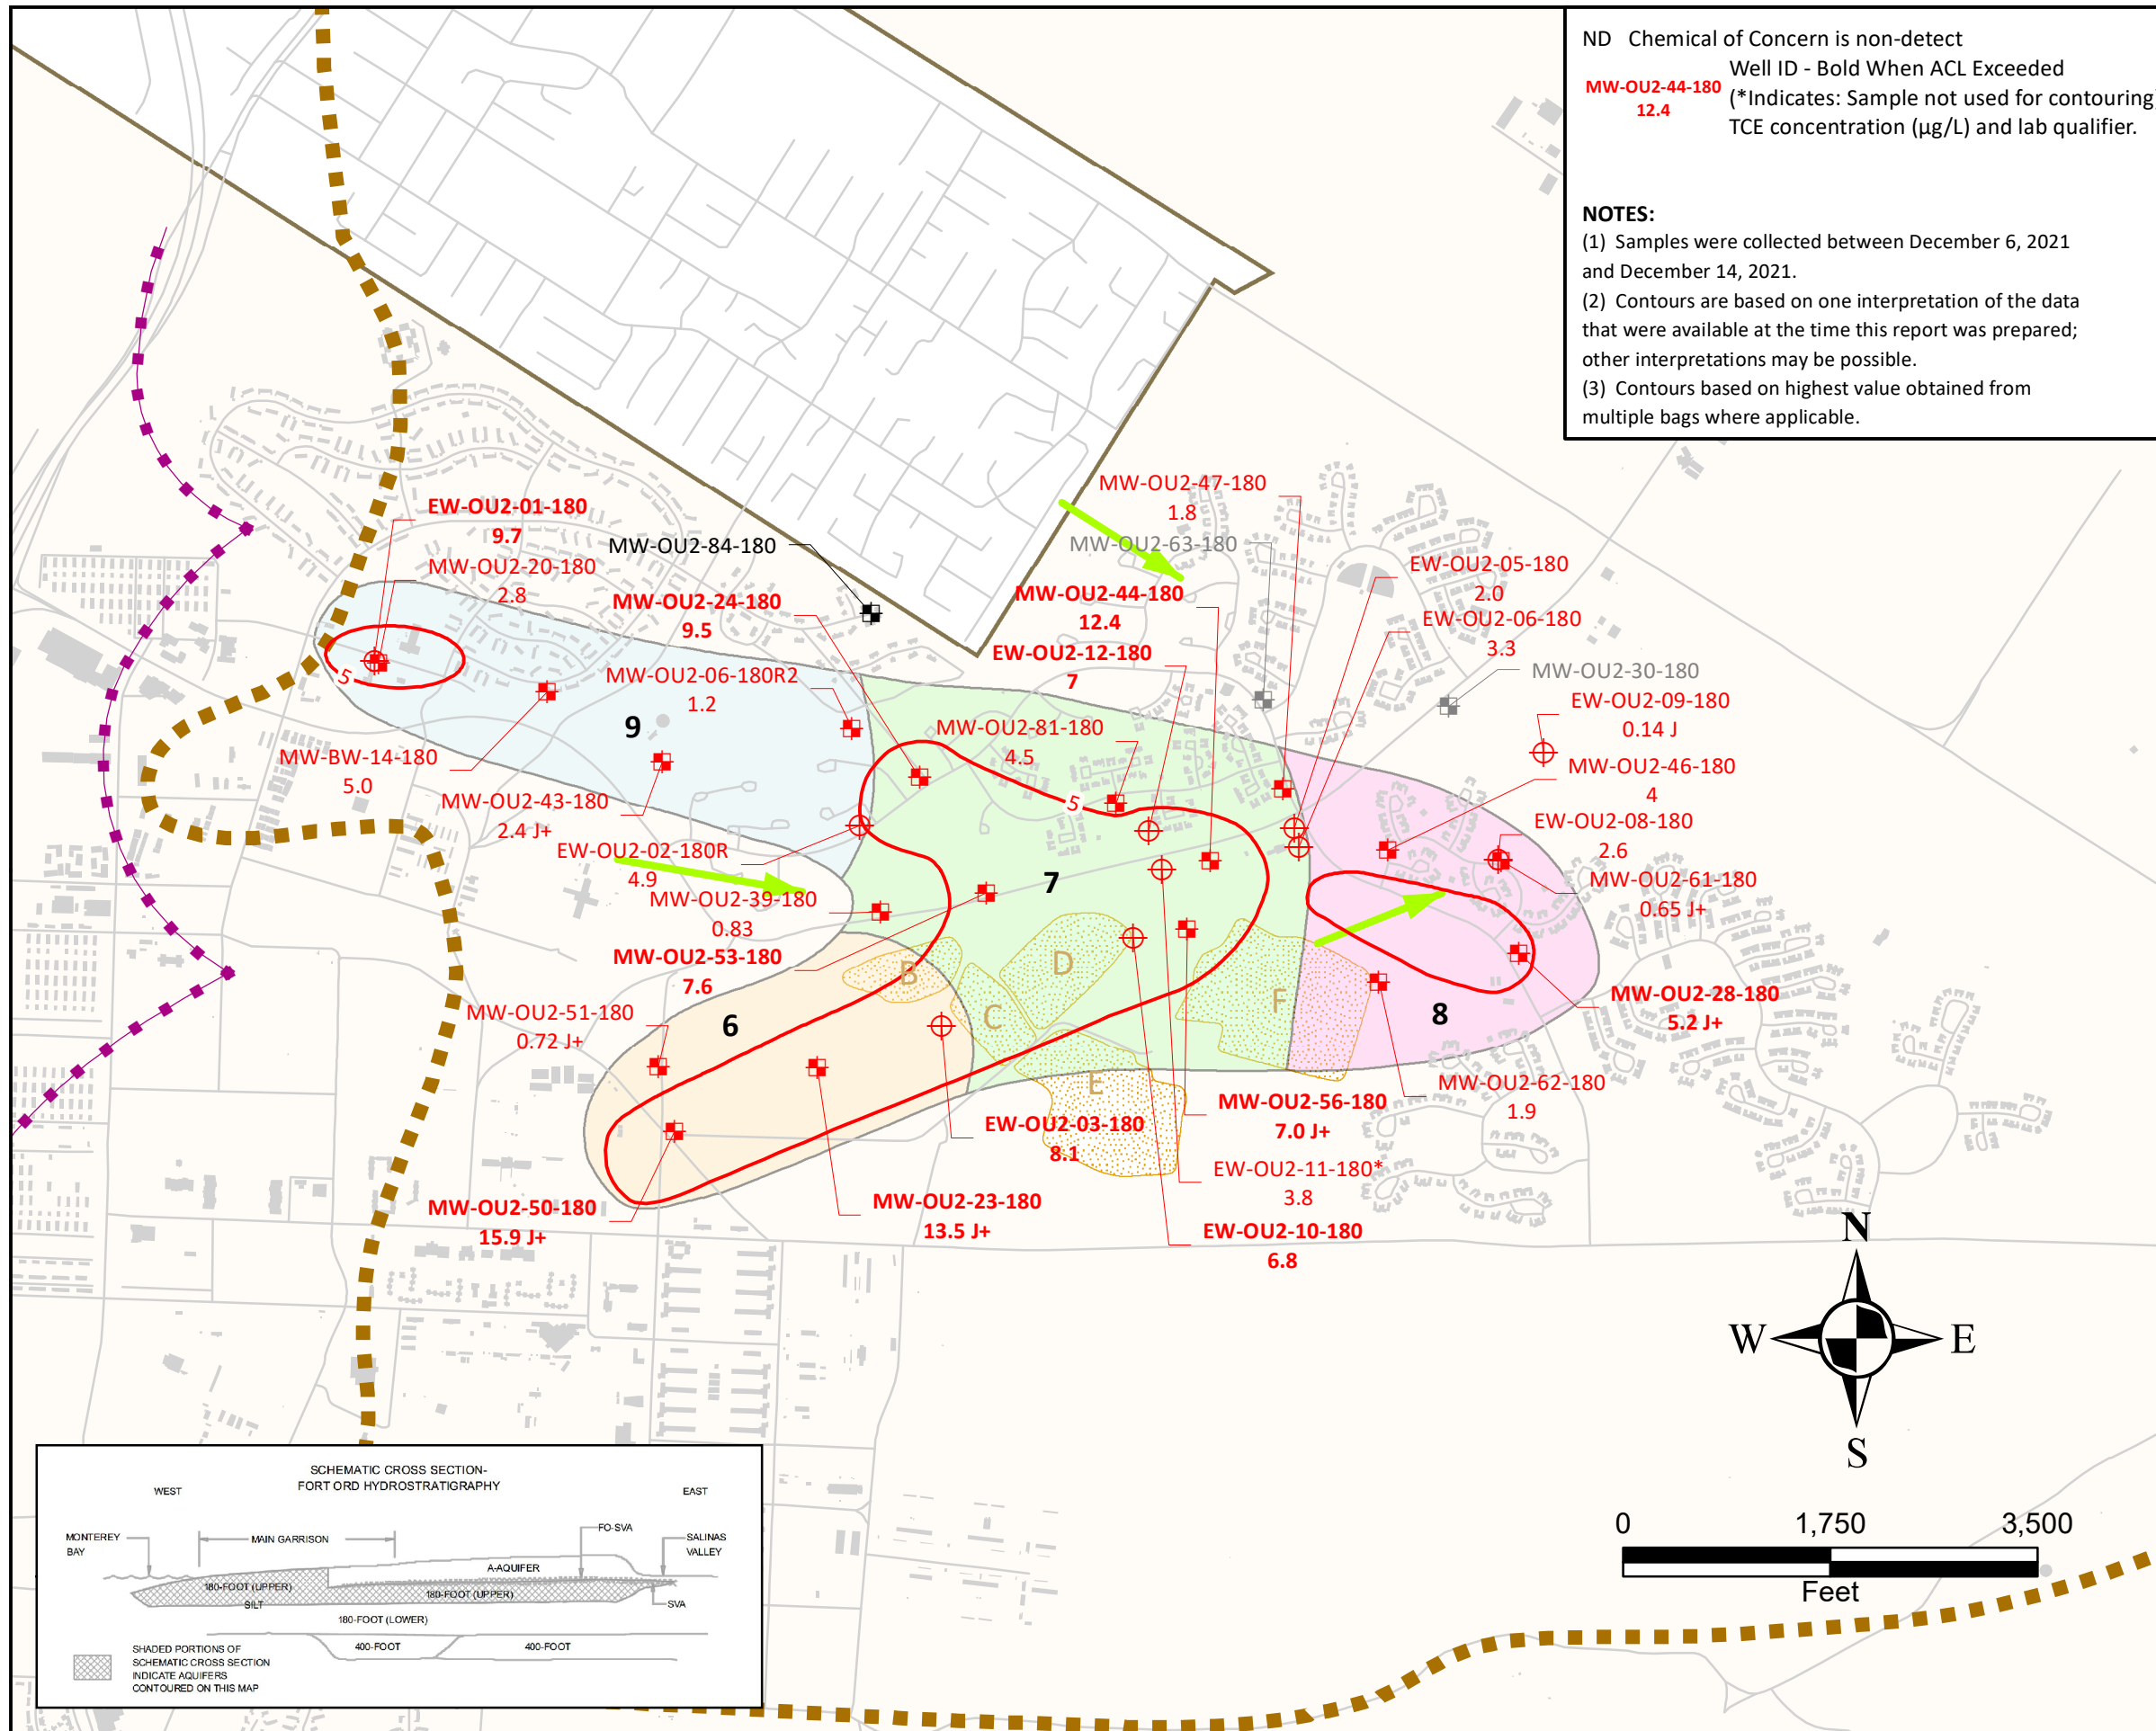 ND Chemical of Concern is non-detect
Well ID - Bold When ACL Exceeded
MW-OU2-44-180
(*Indicates: Sample not used for contouring)
12.4
TCE concentration (µg/L) and lab qualifier.
NOTES:
(1) Samples were collected between December 6, 2021
and December 14, 2021.
(2) Contours are based on one interpretation of the data
that were available at the time this report was prepared;
other interpretations may be possible.
(3) Contours based on highest value obtained from
multiple bags where applicable.
MW-OU2-47-180
1.8
EW-OU2-01-180
9.7
MW-OU2-84-180
MW-OU2-63-180
MW-OU2-20-180
2.8
EW-OU2-05-180
2.0
MW-OU2-24-180
9.5
MW-OU2-44-180
12.4
EW-OU2-06-180
3.3
EW-OU2-12-180
7
MW-OU2-30-180
5
MW-OU2-06-180R2
1.2
EW-OU2-09-180
0.14 J
9
MW-OU2-81-180
4.5
MW-BW-14-180
5.0
MW-OU2-46-180
4
MW-OU2-43-180
2.4 J+
5
EW-OU2-08-180
2.6
EW-OU2-02-180R
4.9
7
MW-OU2-61-180
0.65 J+
MW-OU2-39-180
0.83
MW-OU2-53-180
7.6
B
D
C
F
MW-OU2-28-180
5.2 J+
MW-OU2-51-180
0.72 J+
6
8
E
MW-OU2-62-180
1.9
MW-OU2-56-180
7.0 J+
EW-OU2-03-180
8.1
EW-OU2-11-180*
3.8
MW-OU2-50-180
15.9 J+
MW-OU2-23-180
13.5 J+
EW-OU2-10-180
6.8
N
W E
S
0 1,750 3,500
Feet
SCHEMATIC CROSS SECTION-
FORT ORD HYDROSTRATIGRAPHY
WEST EAST
MONTEREY
BAY
MAIN GARRISON
FO-SVA
SALINAS
VALLEY
A-AQUIFER
180-FOOT (UPPER)
180-FOOT (UPPER)
SILT
SVA
180-FOOT (LOWER)
400-FOOT 400-FOOT
SHADED PORTIONS OF
SCHEMATIC CROSS SECTION
INDICATE AQUIFERS
CONTOURED ON THIS MAP